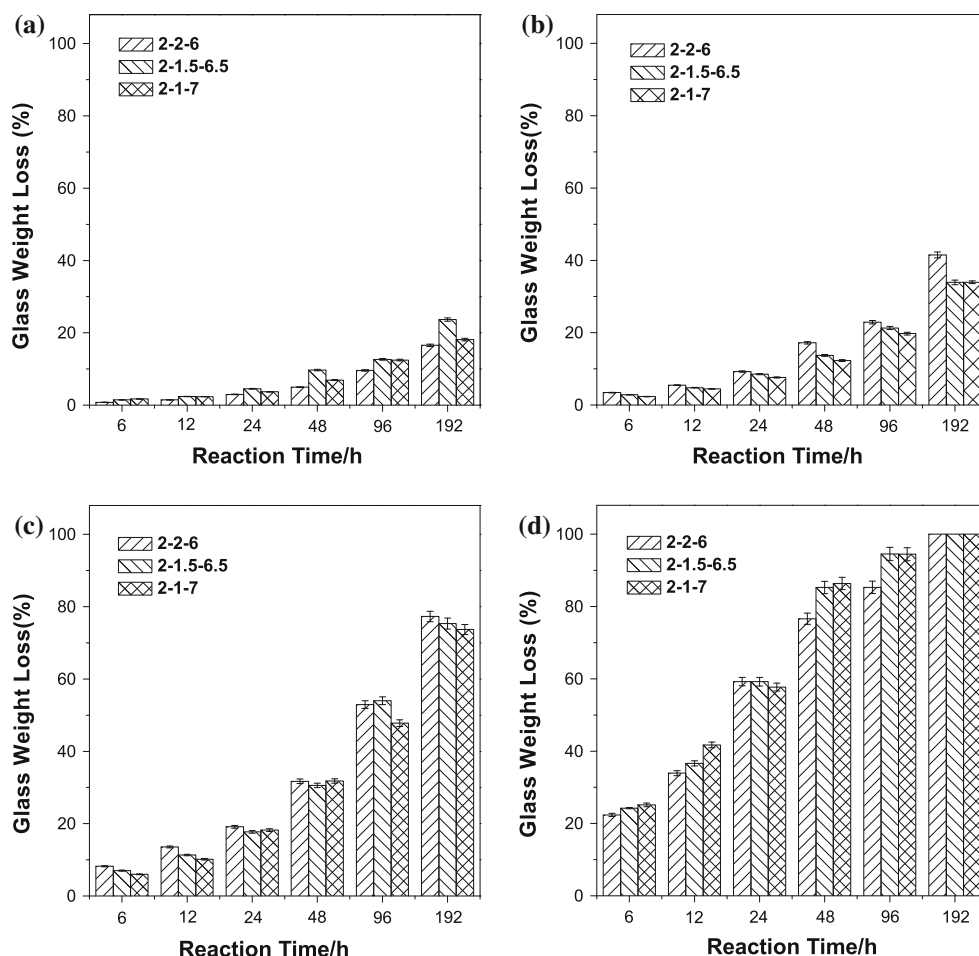 (a)
2-2-6
2-1.5-6.5
2-1-7
Glass Weight Loss (%)
100
80
60
40
20
0
6 12 24 48 96 192
Reaction Time/h
(b)
2-2-6
2-1.5-6.5
2-1-7
Glass Weight Loss(%)
100
80
60
40
20
0
6 12 24 48 96 192
Reaction Time/h
(c)
2-2-6
2-1.5-6.5
2-1-7
Glass Weight Loss(%)
100
80
60
40
20
0
6 12 24 48 96 192
Reaction Time/h
(d)
2-2-6
2-1.5-6.5
2-1-7
Glass Weight Loss (%)
100
80
60
40
20
0
6 12 24 48 96 192
Reaction Time/h